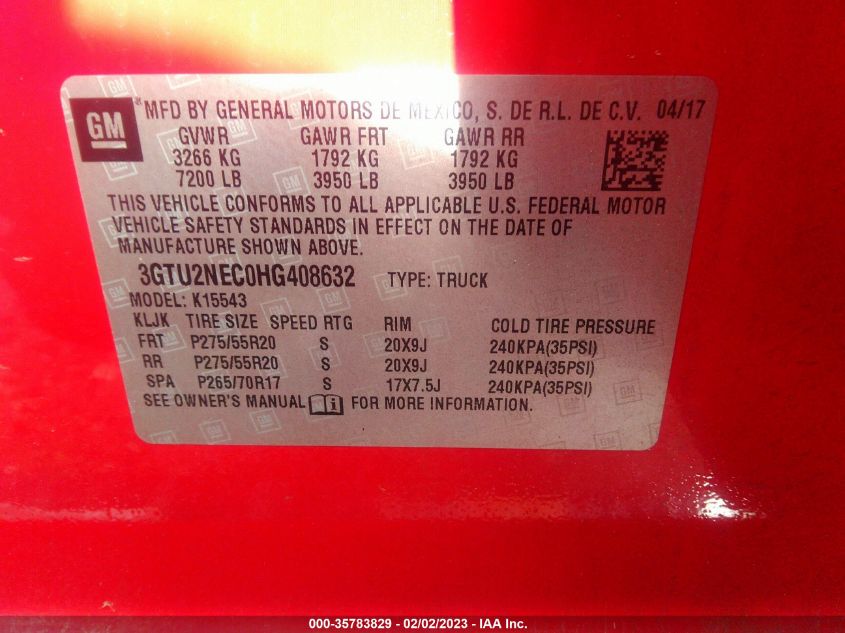 GM ® MFD BY GENERAL MOTORS DE MEXICO, S. DE R.L. DE C.V. 04/17
GVWR GAWR FRT GAWR RR
3266 KG 1792 KG 1792 KG
7200 LB 3950 LB 3950 LB
THIS VEHICLE CONFORMS TO ALL APPLICABLE U.S. FEDERAL MOTOR
VEHICLE SAFETY STANDARDS IN EFFECT ON THE DATE OF
MANUFACTURE SHOWN ABOVE.
3GTU2NEC0HG408632 TYPE: TRUCK
MODEL: K15543
KLJK TIRE SIZE SPEED RTG RIM COLD TIRE PRESSURE
FRT P275/55R20 S 20X9J 240KPA(35PSI)
RR P275/55R20 S 20X9J 240KPA(35PSI)
SPA P265/70R17 S 17X7.5J 240KPA(35PSI)
SEE OWNER'S MANUAL i FOR MORE INFORMATION.
000-35783829 - 02/02/2023 - IAA Inc.